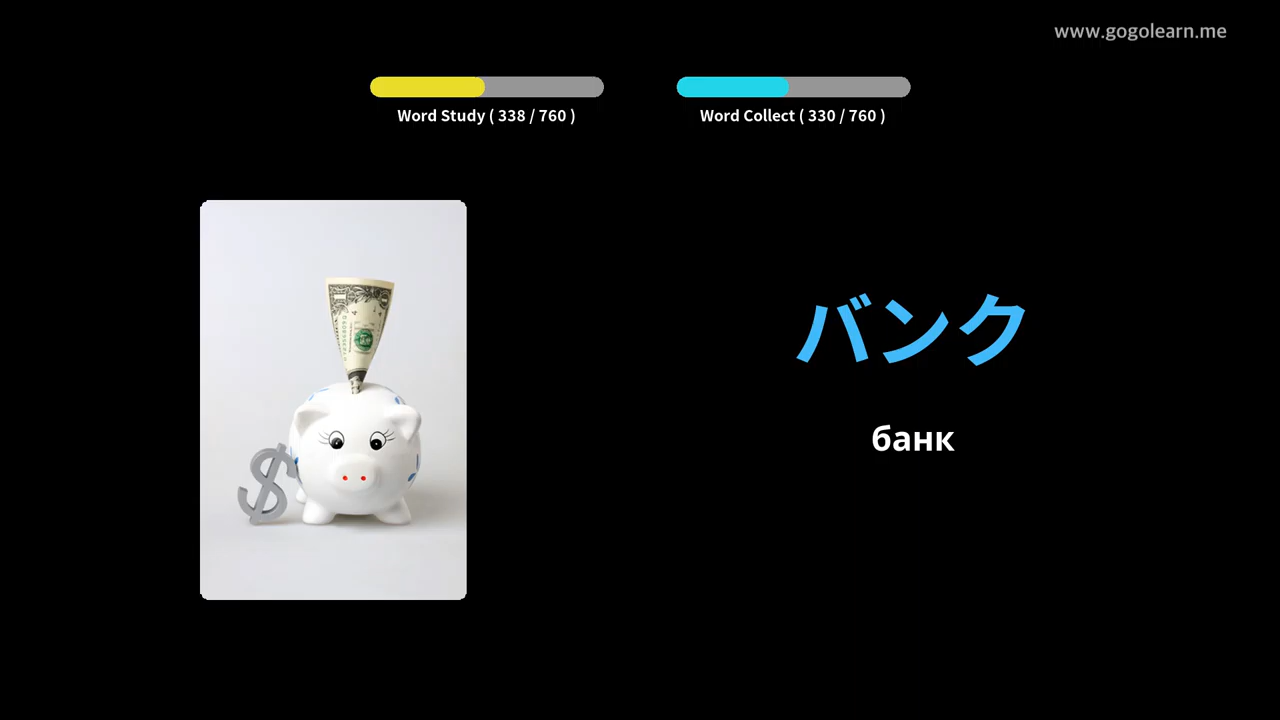 www.gogolearn.me
Word Study ( 338 / 760 )
Word Collect ( 330 / 760 )
バンク
банк
$